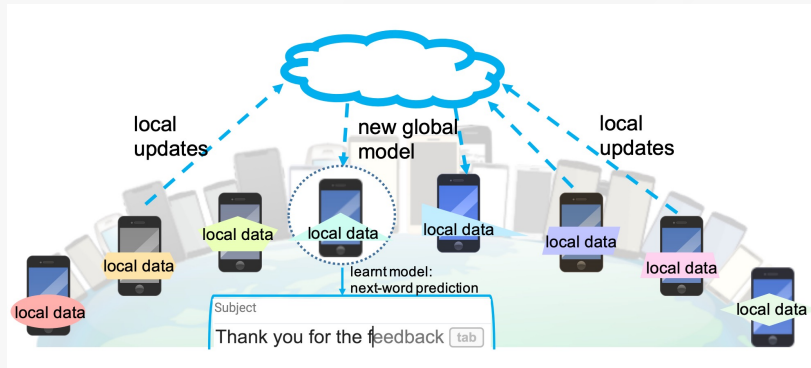 local
updates
new global
model
local
updates
local data
local data
local data
local data
local data
local data
local data
local data
learnt model:
next-word prediction
Subject
Thank you for the feedback tab